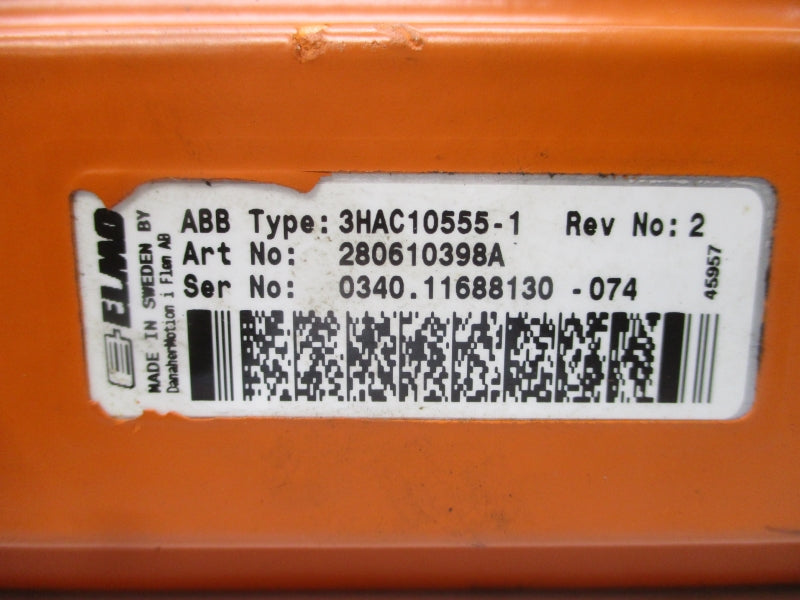 ELMO
MADE IN SWEDEN BY
DanaherMotion i Flen AB
ABB Type: 3HAC10555-1 Rev No: 2
Art No: 280610398A
Ser No: 0340.11688130 -074
45957